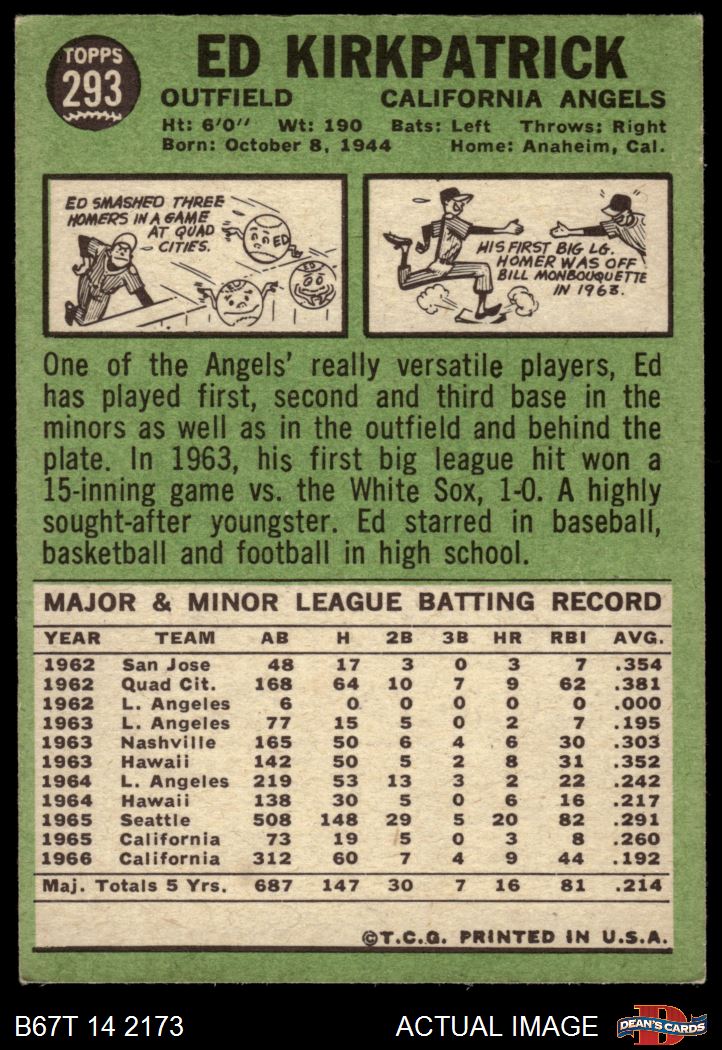 TOPPS
293
ED KIRKPATRICK
OUTFIELD CALIFORNIA ANGELS
Ht: 6'0" Wt: 190 Bats: Left Throws: Right
Born: October 8, 1944 Home: Anaheim, Cal.
ED SMASHED THREE
HOMERS IN A GAME
AT QUAD
CITIES.
ED
ED
HIS FIRST BIG LG.
HOMER WAS OFF
BILL MONBOUQUETTE
IN 1963.
One of the Angels' really versatile players, Ed
has played first, second and third base in the
minors as well as in the outfield and behind the
plate. In 1963, his first big league hit won a
15-inning game vs. the White Sox, 1-0. A highly
sought-after youngster. Ed starred in baseball,
basketball and football in high school.
MAJOR & MINOR LEAGUE BATTING RECORD
YEAR TEAM AB H 2B 3B HR RBI AVG.
1962 San Jose 48 17 3 0 3 7 .354
1962 Quad Cit. 168 64 10 7 9 62 .381
1962 L. Angeles 6 0 0 0 0 0 .000
1963 L. Angeles 77 15 5 0 2 7 .195
1963 Nashville 165 50 6 4 6 30 .303
1963 Hawaii 142 50 5 2 8 31 .352
1964 L. Angeles 219 53 13 3 2 22 .242
1964 Hawaii 138 30 5 0 6 16 .217
1965 Seattle 508 148 29 5 20 82 .291
1965 California 73 19 5 0 3 8 .260
1966 California 312 60 7 4 9 44 .192
Maj. Totals 5 Yrs. 687 147 30 7 16 81 .214
©T.C.G. PRINTED IN U.S.A.
B67T 14 2173 ACTUAL IMAGE
D
DEAN'S CARDS